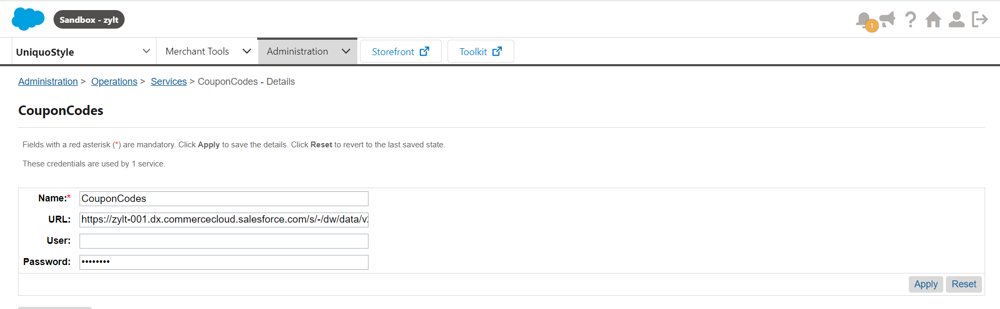 Sandbox - zylt
1
UniquoStyle
Merchant Tools
Administration
Storefront
Toolkit
Administration > Operations > Services > CouponCodes - Details
CouponCodes
Fields with a red asterisk (*) are mandatory. Click Apply to save the details. Click Reset to revert to the last saved state.
These credentials are used by 1 service.
Name:* CouponCodes
URL: https://zylt-001.dx.commercecloud.salesforce.com/s/-/dw/data/v
User:
Password: ••••••••
Apply Reset